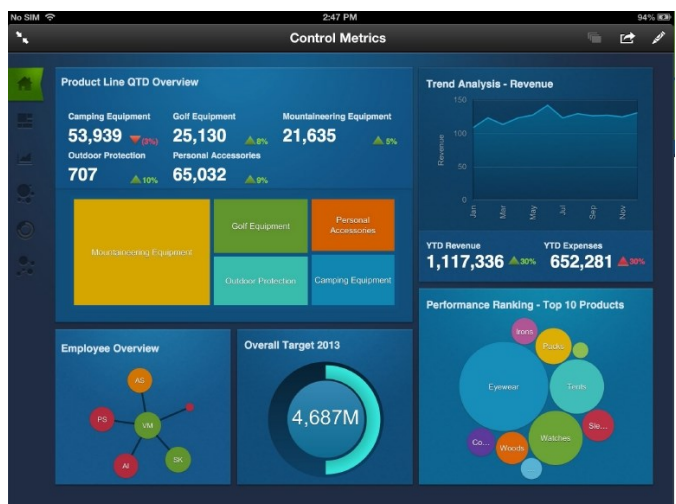 No SIM 2:47 PM 94%
Control Metrics
Product Line QTD Overview
Camping Equipment Golf Equipment Mountaineering Equipment
53,939 (3%) 25,130 8% 21,635 5%
Outdoor Protection Personal Accessories
707 10% 65,032 9%
Mountaineering Equipment
Golf Equipment
Personal
Accessories
Outdoor Protection
Camping Equipment
Trend Analysis - Revenue
150
100
50
0
Revenue
Jan Mar May Jul Sep Nov
YTD Revenue YTD Expenses
1,117,336 30% 652,281 30%
Employee Overview
AS
PS
VM
AI
SK
Overall Target 2013
4,687M
Performance Ranking - Top 10 Products
Irons
Packs
Eyewear
Tents
Sle...
Watches
Woods
Co...